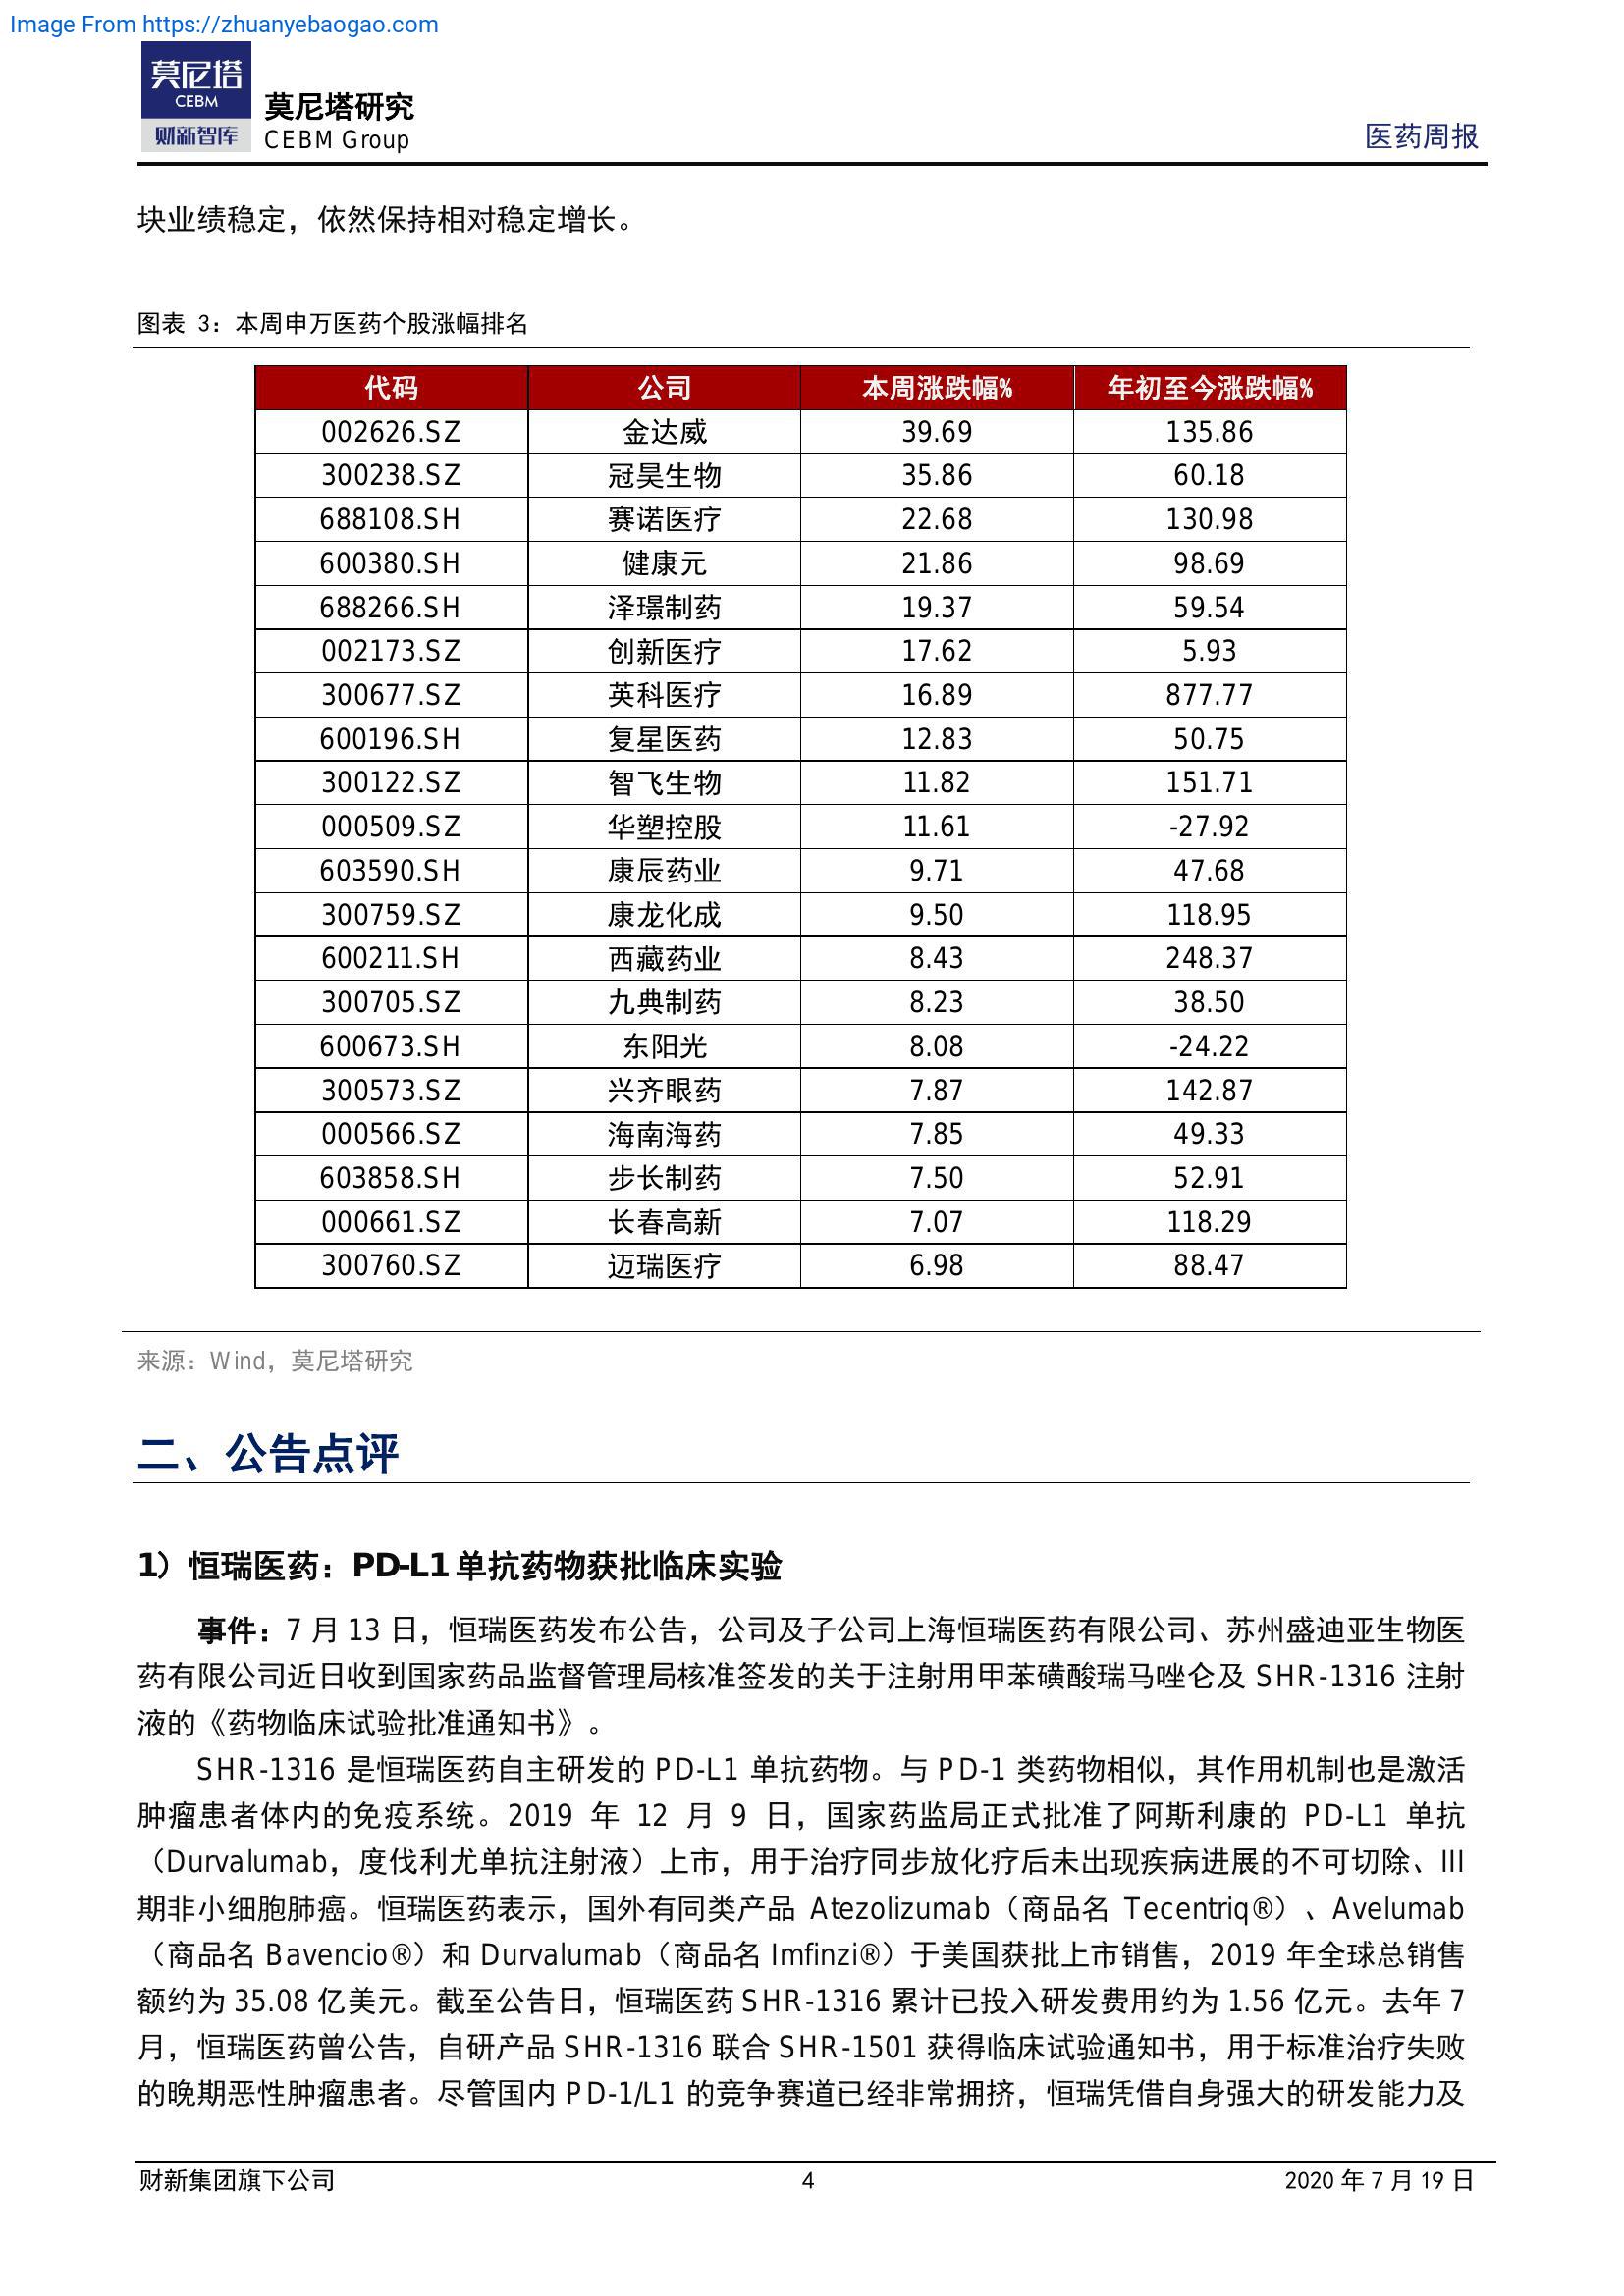 Image From https://zhuanyebaogao.com
莫尼塔
CEBM
财新智库
莫尼塔研究
CEBM Group
医药周报
块业绩稳定，依然保持相对稳定增长。
图表 3：本周申万医药个股涨幅排名
代码 公司 本周涨跌幅% 年初至今涨跌幅%
002626.SZ 金达威 39.69 135.86
300238.SZ 冠昊生物 35.86 60.18
688108.SH 赛诺医疗 22.68 130.98
600380.SH 健康元 21.86 98.69
688266.SH 泽璟制药 19.37 59.54
002173.SZ 创新医疗 17.62 5.93
300677.SZ 英科医疗 16.89 877.77
600196.SH 复星医药 12.83 50.75
300122.SZ 智飞生物 11.82 151.71
000509.SZ 华塑控股 11.61 -27.92
603590.SH 康辰药业 9.71 47.68
300759.SZ 康龙化成 9.50 118.95
600211.SH 西藏药业 8.43 248.37
300705.SZ 九典制药 8.23 38.50
600673.SH 东阳光 8.08 -24.22
300573.SZ 兴齐眼药 7.87 142.87
000566.SZ 海南海药 7.85 49.33
603858.SH 步长制药 7.50 52.91
000661.SZ 长春高新 7.07 118.29
300760.SZ 迈瑞医疗 6.98 88.47
来源：Wind，莫尼塔研究
二、公告点评
1）恒瑞医药：PD-L1 单抗药物获批临床实验
事件：7 月 13 日，恒瑞医药发布公告，公司及子公司上海恒瑞医药有限公司、苏州盛迪亚生物医
药有限公司近日收到国家药品监督管理局核准签发的关于注射用甲苯磺酸瑞马唑仑及 SHR-1316 注射
液的《药物临床试验批准通知书》。
SHR-1316 是恒瑞医药自主研发的 PD-L1 单抗药物。与 PD-1 类药物相似，其作用机制也是激活
肿瘤患者体内的免疫系统。2019 年 12 月 9 日，国家药监局正式批准了阿斯利康的 PD-L1 单抗
（Durvalumab，度伐利尤单抗注射液）上市，用于治疗同步放化疗后未出现疾病进展的不可切除、III
期非小细胞肺癌。恒瑞医药表示，国外有同类产品 Atezolizumab（商品名 Tecentriq®）、Avelumab
（商品名 Bavencio®）和 Durvalumab（商品名 Imfinzi®）于美国获批上市销售，2019 年全球总销售
额约为 35.08 亿美元。截至公告日，恒瑞医药 SHR-1316 累计已投入研发费用约为 1.56 亿元。去年 7
月，恒瑞医药曾公告，自研产品 SHR-1316 联合 SHR-1501 获得临床试验通知书，用于标准治疗失败
的晚期恶性肿瘤患者。尽管国内 PD-1/L1 的竞争赛道已经非常拥挤，恒瑞凭借自身强大的研发能力及
财新集团旗下公司 4 2020 年 7 月 19 日